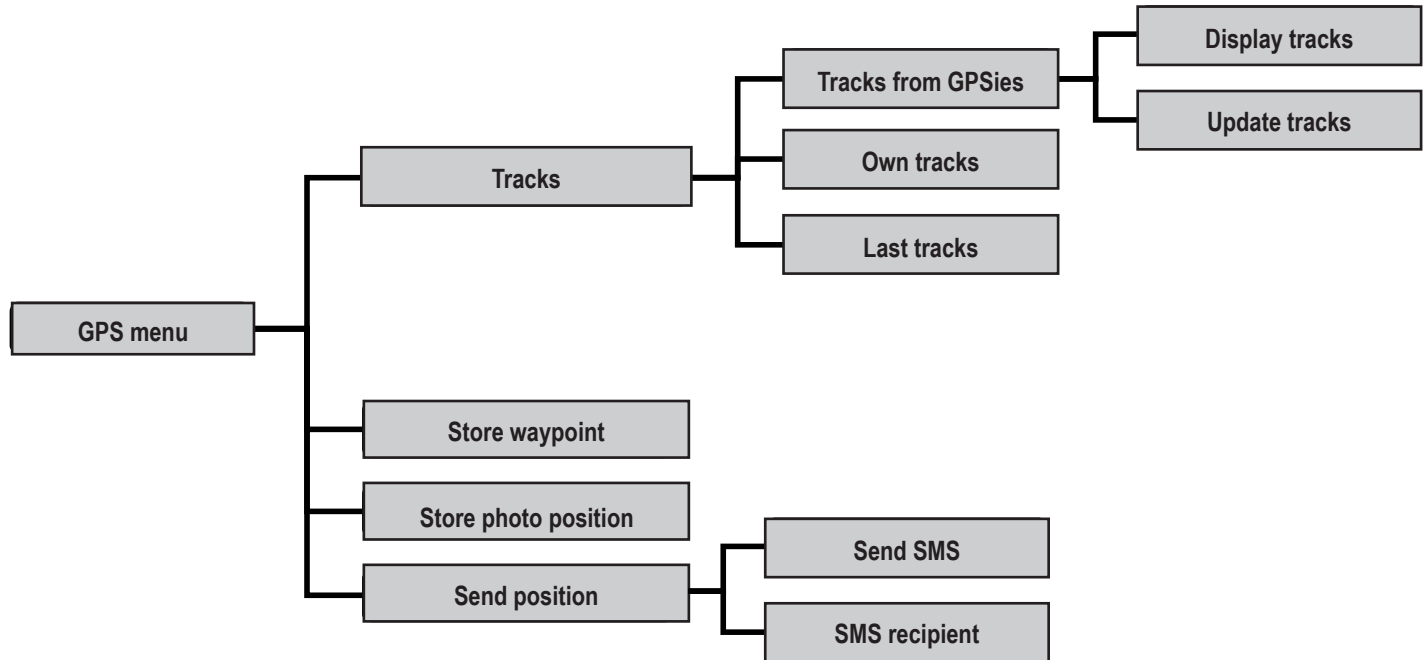 Display tracks
Tracks from GPSies
Update tracks
Own tracks
Tracks
Last tracks
GPS menu
Store waypoint
Store photo position
Send SMS
Send position
SMS recipient